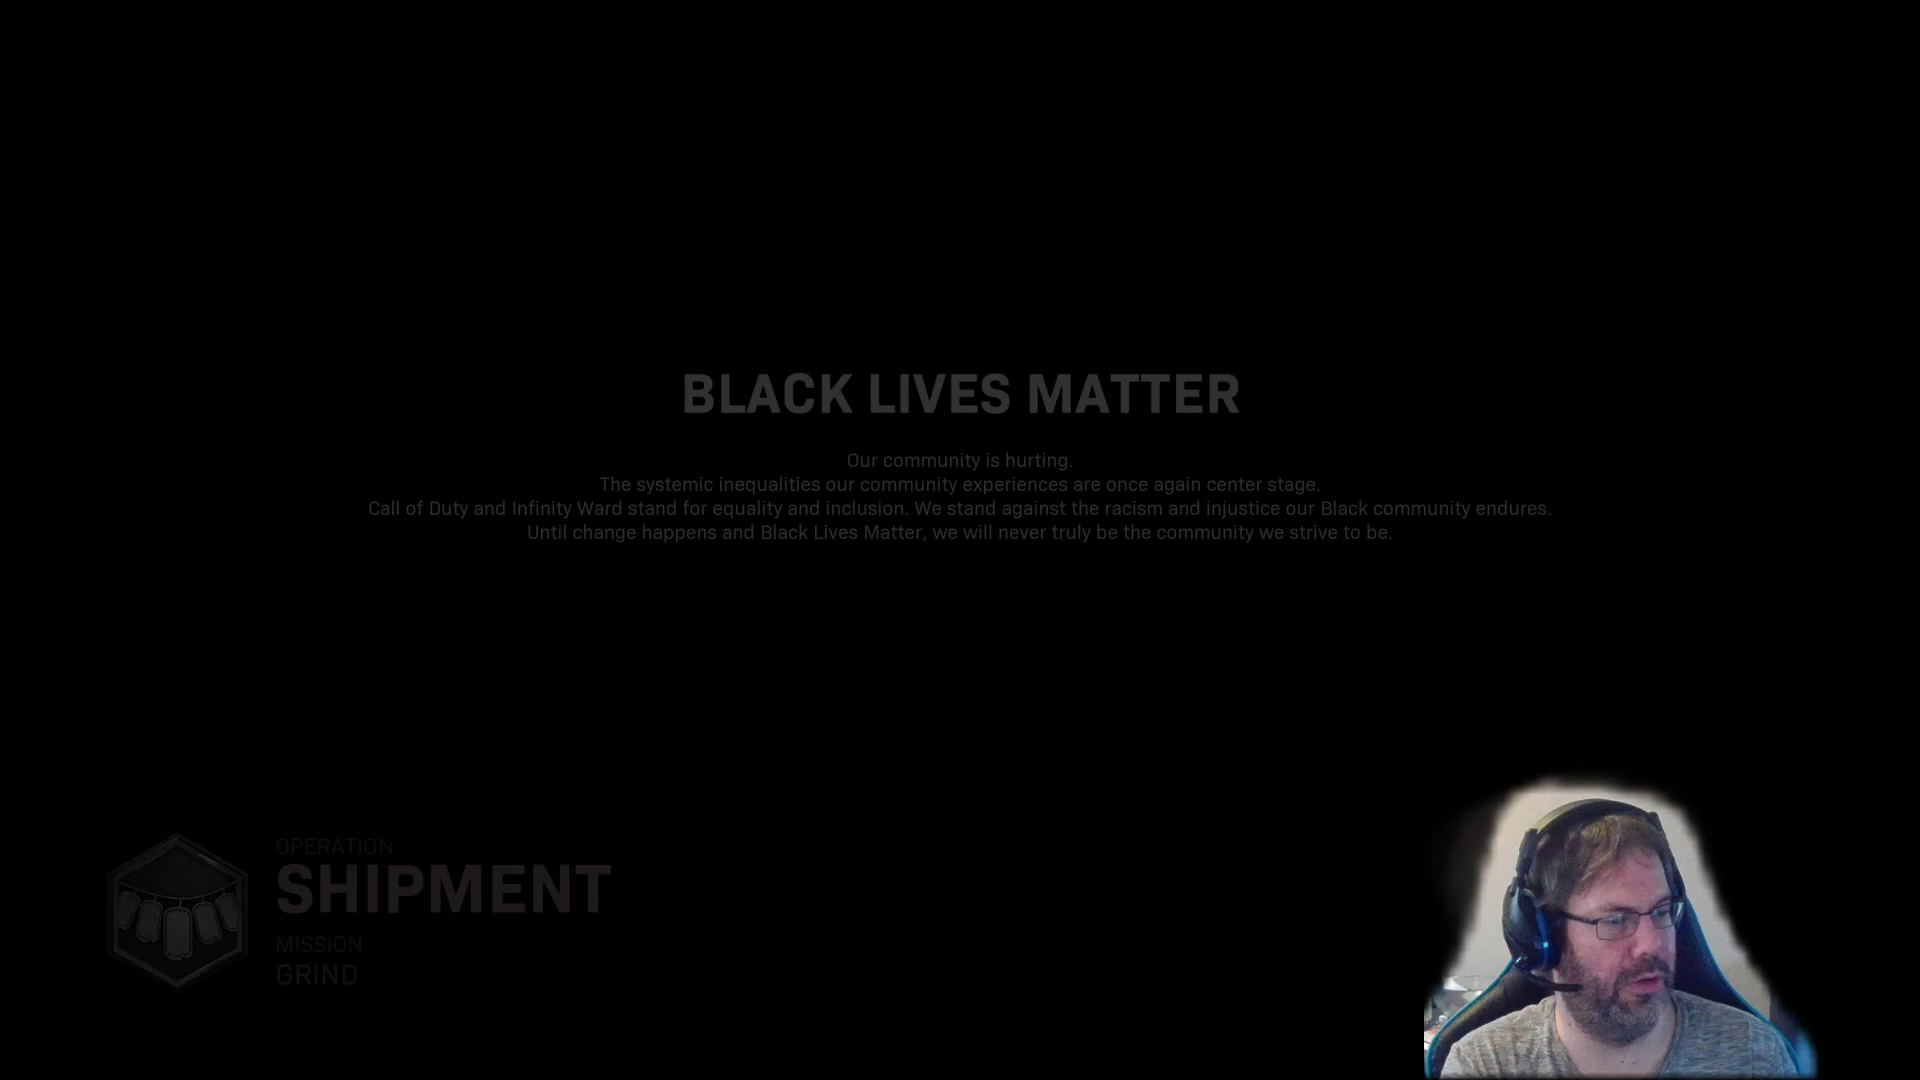 BLACK LIVES MATTER
Our community is hurting.
The systemic inequalities our community experiences are once again center stage.
Call of Duty and Infinity Ward stand for equality and inclusion. We stand against the racism and injustice our Black community endures.
Until change happens and Black Lives Matter, we will never truly be the community we strive to be.
OPERATION
SHIPMENT
MISSION
GRIND